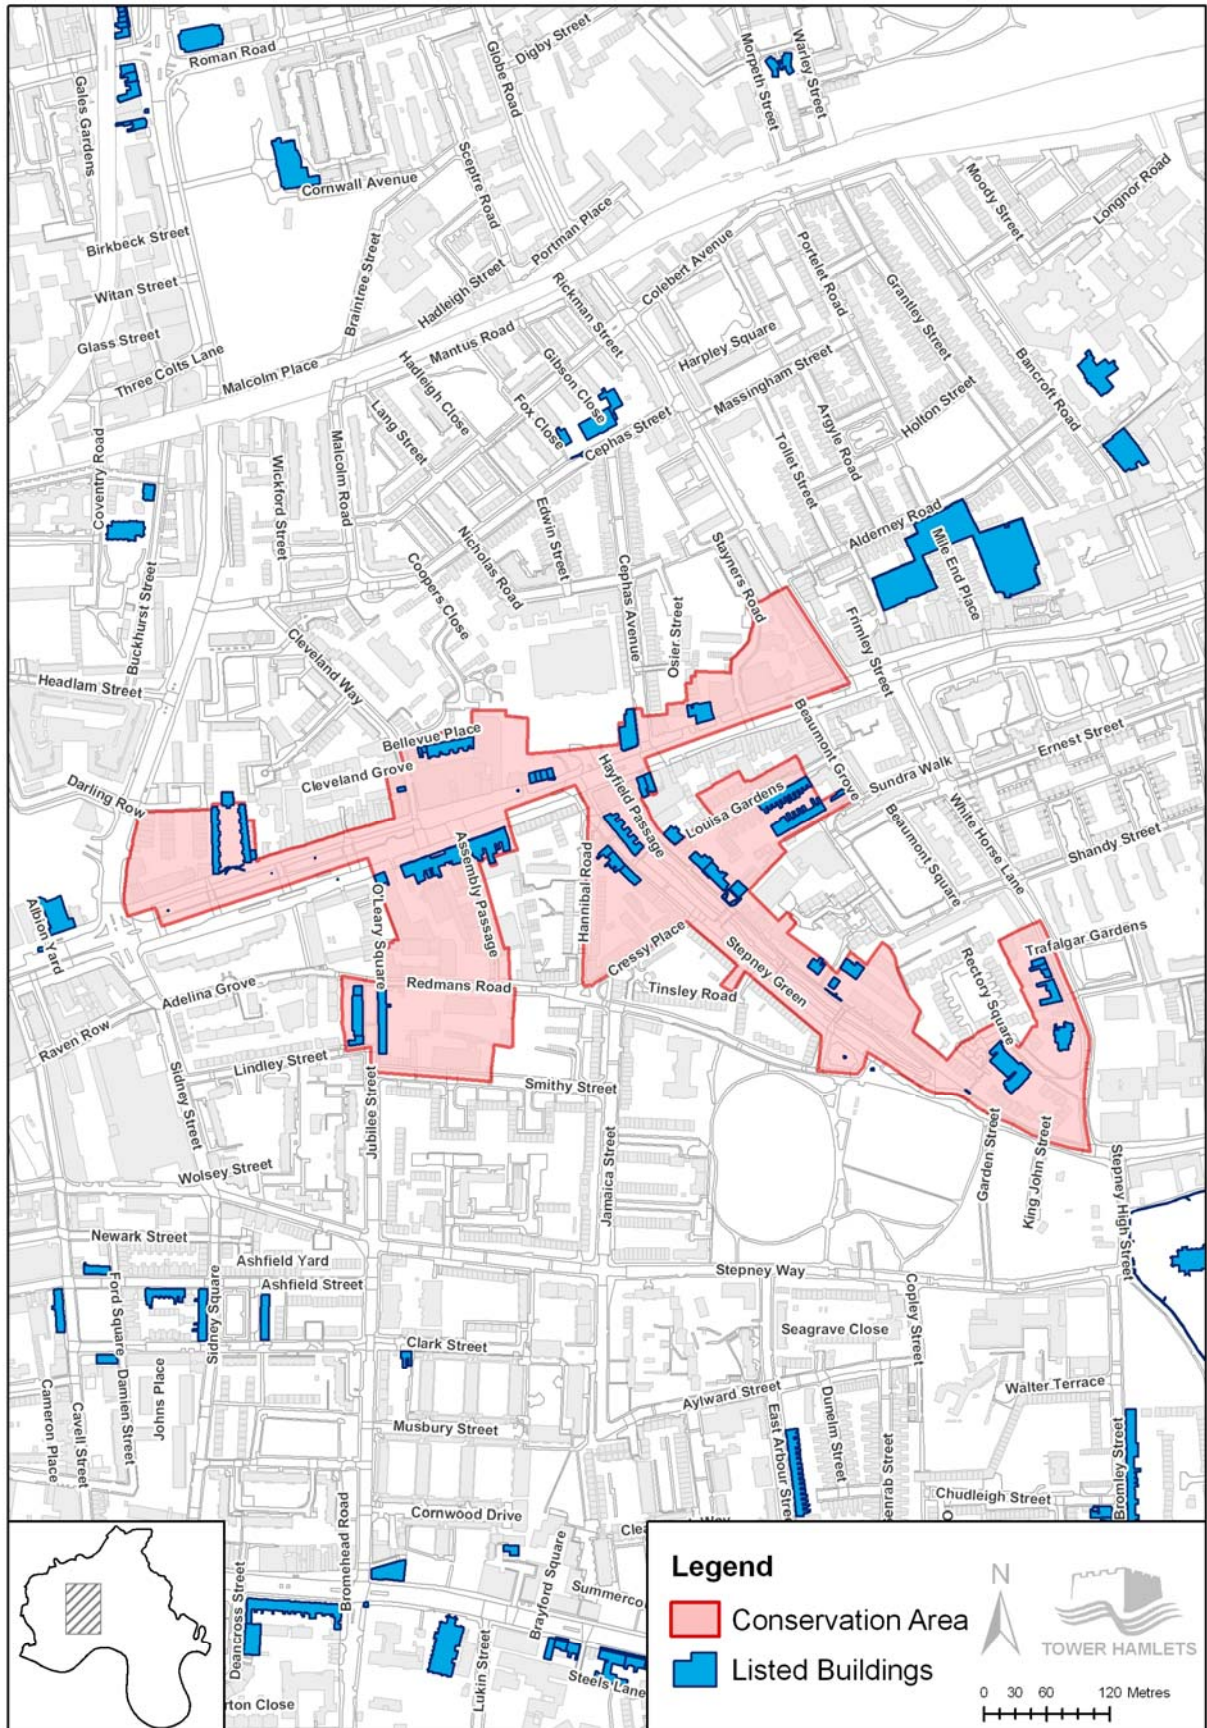 Roman Road
Digby Street
Globe Road
Morpeth Street
Warley Street
Gales Gardens
Sceptre Road
Cornwall Avenue
Moody Street
Longnor Road
Birkbeck Street
Portman Place
Braintree Street
Hadleigh Street
Colebert Avenue
Portelet Road
Grantley Street
Witan Street
Rickman Street
Glass Street
Mantus Road
Harpley Square
Three Colts Lane
Malcolm Place
Hadleigh Close
Gibson Close
Massingham Street
Bancroft Road
Fox Close
Lang Street
Cephas Street
Argyle Road
Holton Street
Coventry Road
Wickford Street
Malcolm Road
Tollet Street
Edwin Street
Alderney Road
Nicholas Road
Stayners Road
Mile End Place
Coopers Close
Cephas Avenue
Osier Street
Frimley Street
Buckhurst Street
Cleveland Way
Headlam Street
Bellevue Place
Beaumont Grove
Ernest Street
Cleveland Grove
Sundra Walk
Darling Row
Hayfield Passage
Louisa Gardens
White Horse Lane
Shandy Street
Assembly Passage
Beaumont Square
O'Leary Square
Hannibal Road
Albion Yard
Cressy Place
Trafalgar Gardens
Stepney Green
Rectory Square
Adelina Grove
Redmans Road
Tinsley Road
Raven Row
Lindley Street
Sidney Street
Smithy Street
Jubilee Street
Garden Street
King John Street
Wolsey Street
Jamaica Street
Stepney High Street
Newark Street
Ashfield Yard
Ashfield Street
Stepney Way
Ford Square
Sidney Square
Copley Street
Seagrave Close
Clark Street
Walter Terrace
Cameron Place
Cavell Street
Damien Street
Johns Place
Aylward Street
Musbury Street
East Arbour Stre
Dunelm Street
enrab Street
Bromley Street
Chudleigh Street
Cornwood Drive
Bromehead Road
Brayford Square
Summerco
Deancross Street
Lukin Street
Steels Lane
rton Close
Legend
Conservation Area
Listed Buildings
N
TOWER HAMLETS
0 30 60 120 Metres